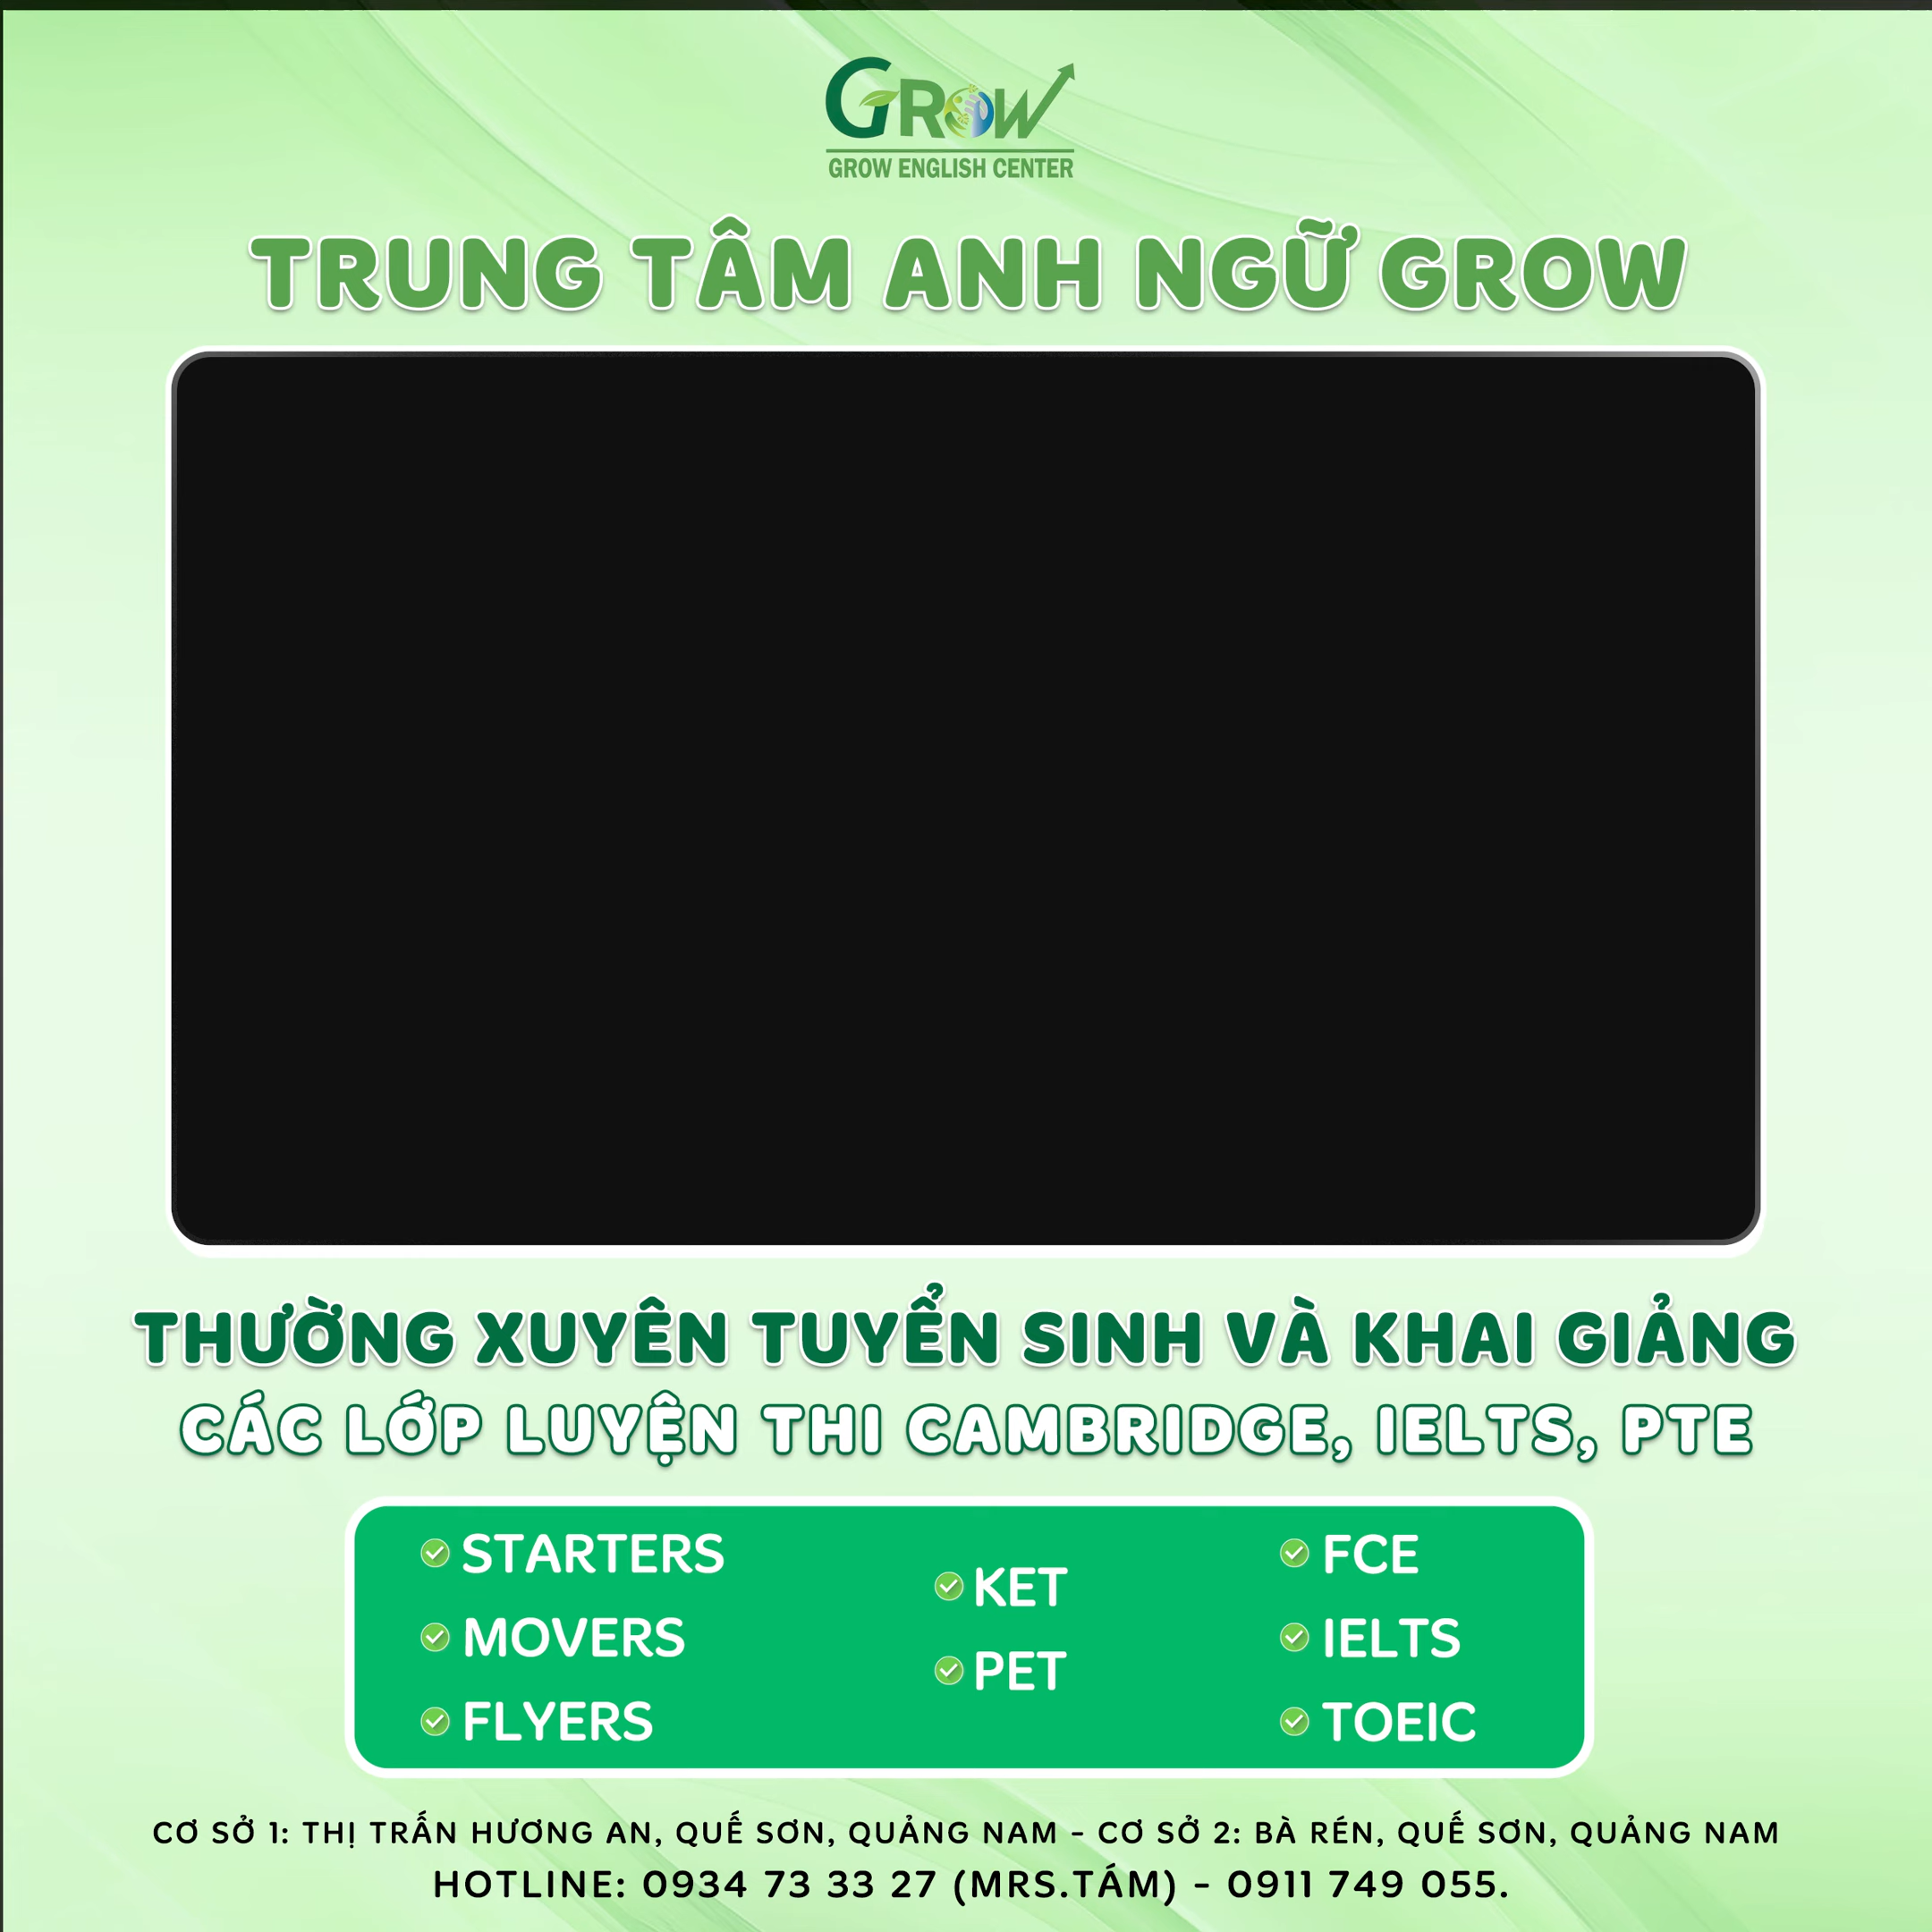 GROW
GROW ENGLISH CENTER
TRUNG TÂM ANH NGỮ GROW
THƯỜNG XUYÊN TUYỂN SINH VÀ KHAI GIẢNG
CÁC LỚP LUYỆN THI CAMBRIDGE, IELTS, PTE
STARTERS
MOVERS
FLYERS
KET
PET
FCE
IELTS
TOEIC
CƠ SỞ 1: THỊ TRẤN HƯƠNG AN, QUẾ SƠN, QUẢNG NAM - CƠ SỞ 2: BÀ RÉN, QUẾ SƠN, QUẢNG NAM
HOTLINE: 0934 73 33 27 (MRS.TÁM) - 0911 749 055.